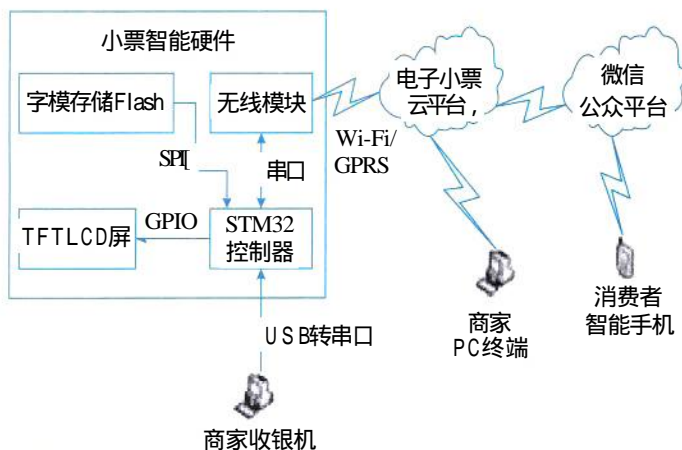 小票智能硬件
字模存储Flash
无线模块
SPI
串口
TFTLCD屏
GPIO
STM32
控制器
Wi-Fi/
GPRS
电子小票
云平台,
微信
公众平台
USB转串口
商家收银机
商家
PC终端
消费者
智能手机